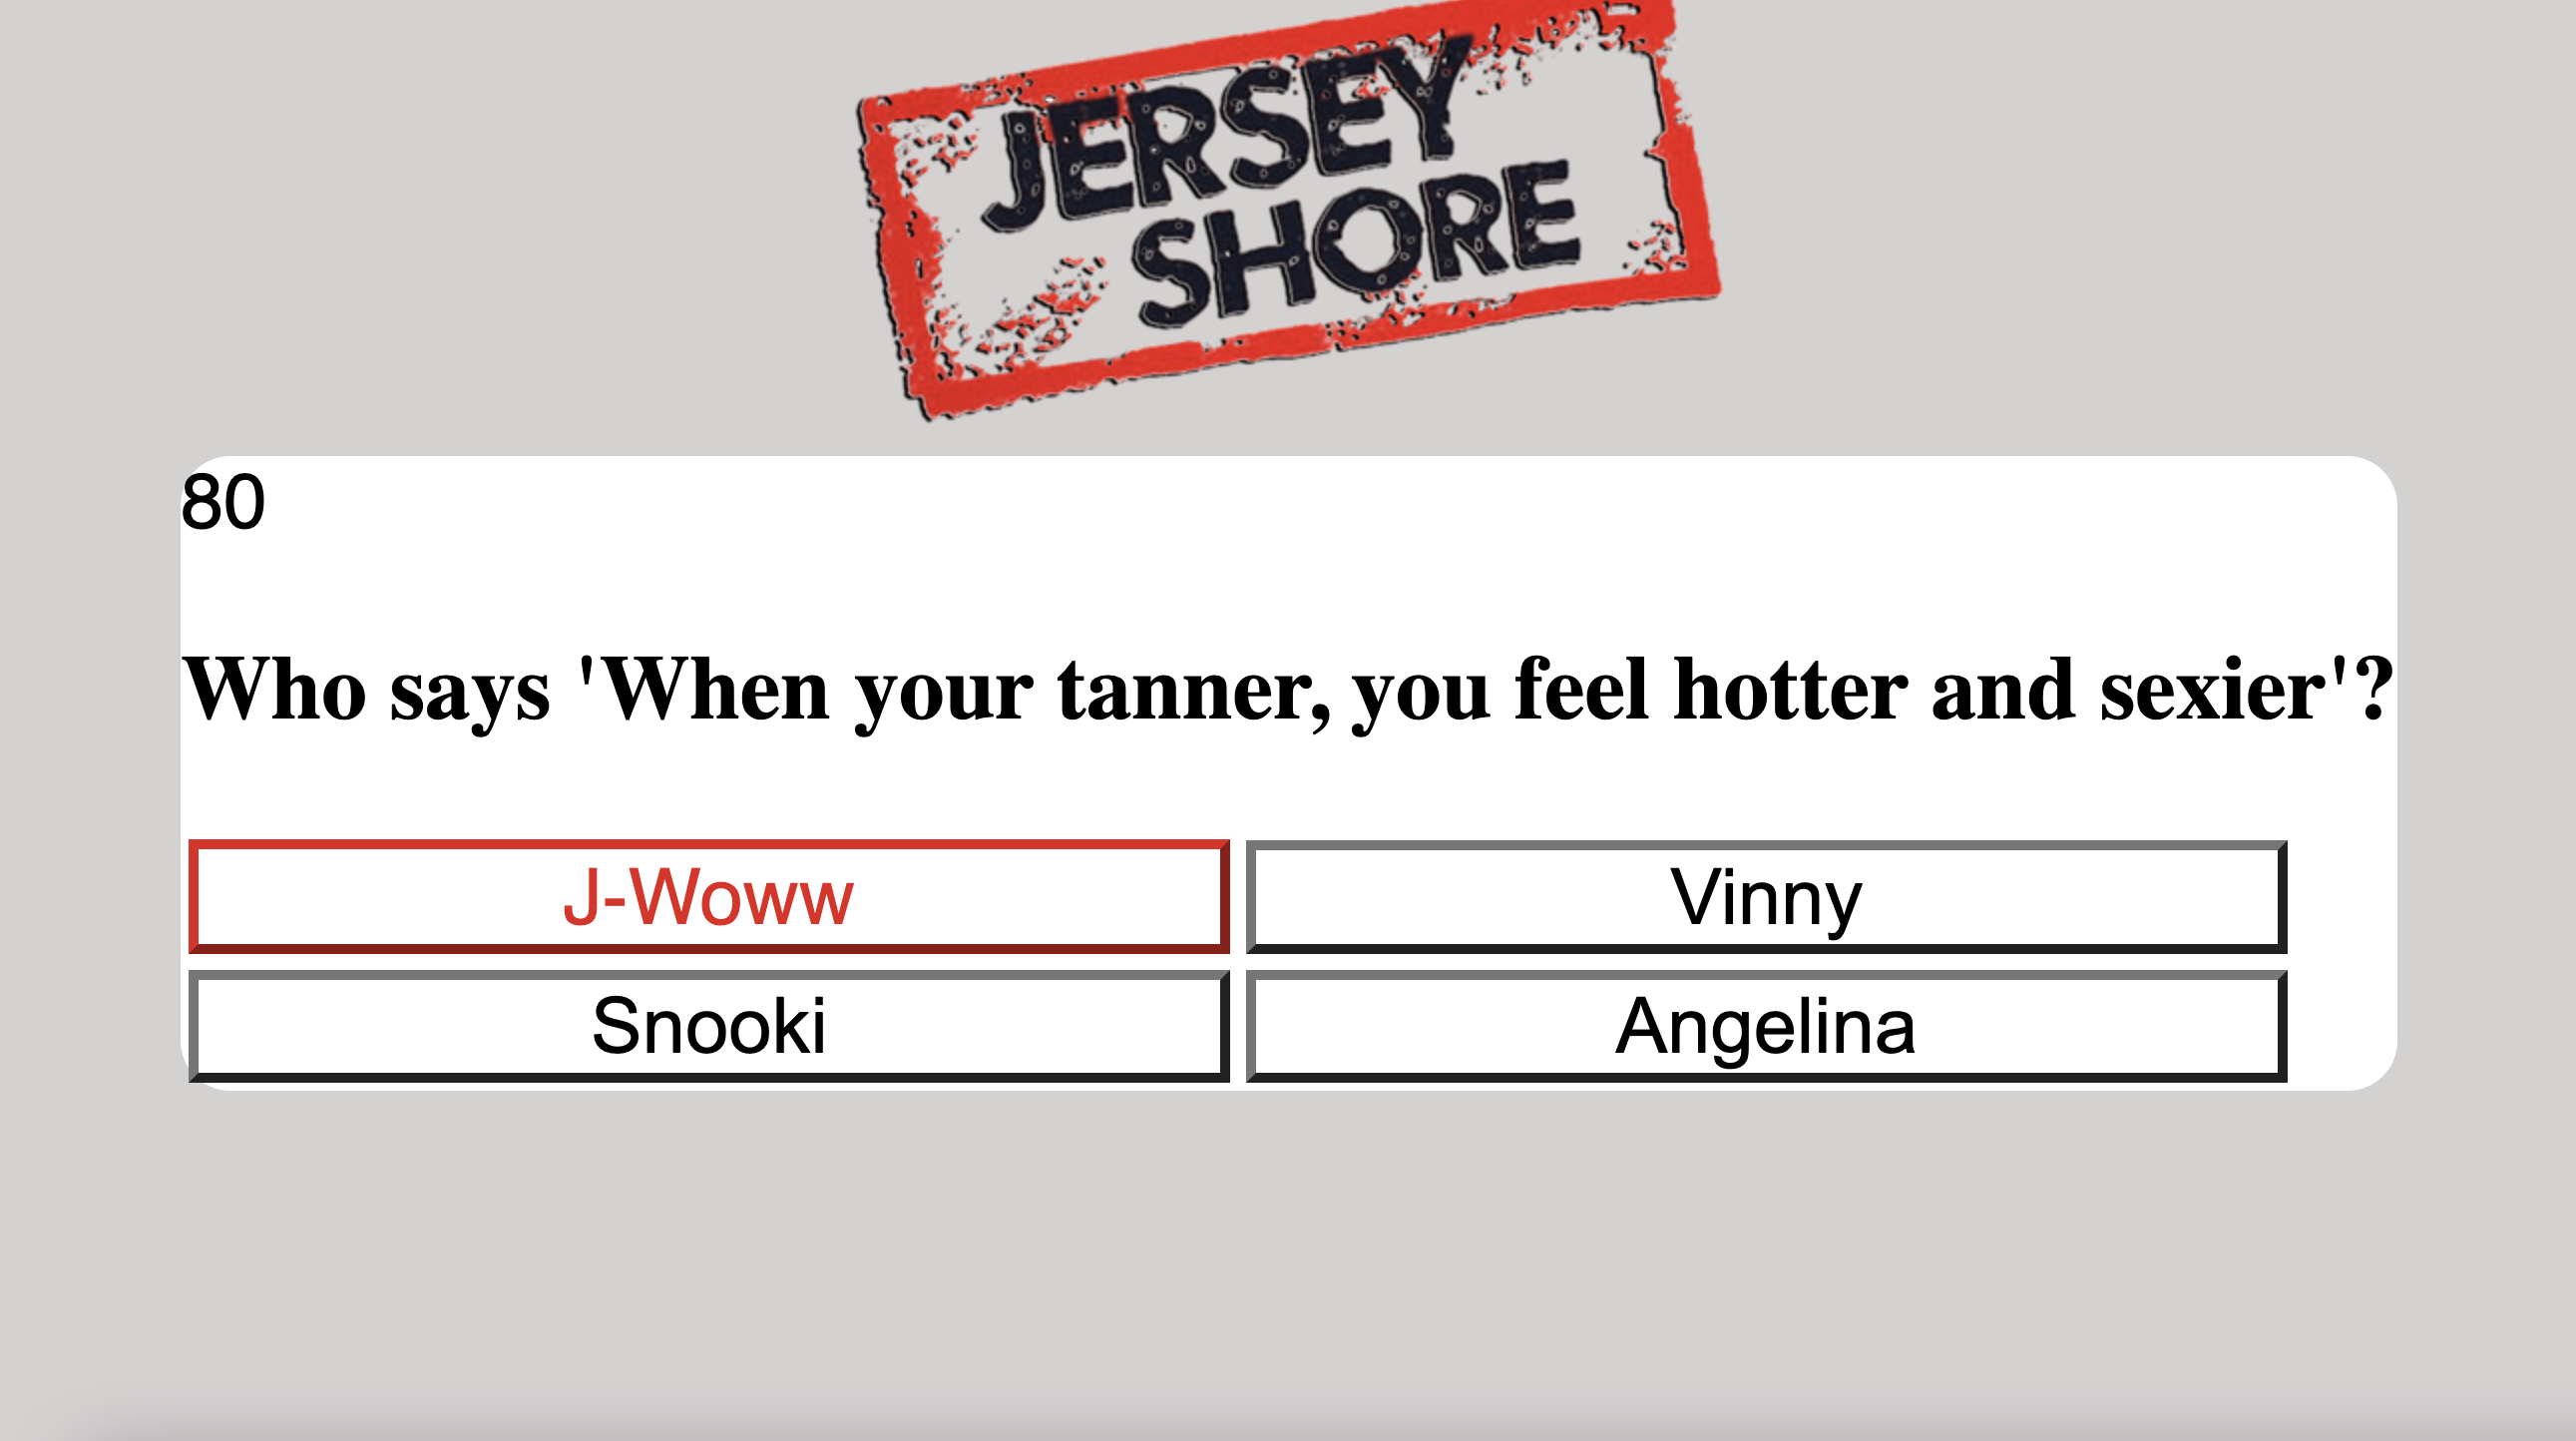 JERSEY
SHORE
80
Who says 'When your tanner, you feel hotter and sexier'?
J-Woww
Vinny
Snooki
Angelina